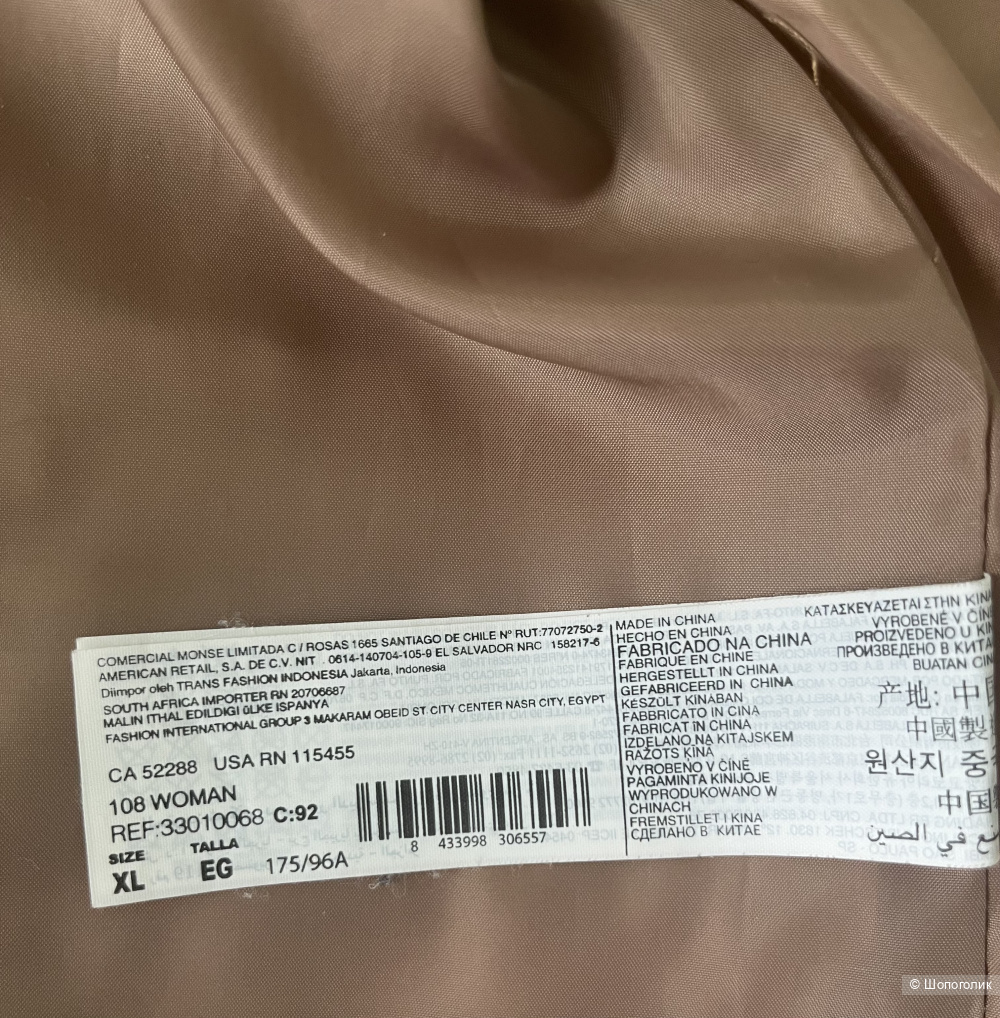 COMERCIAL MONSE LIMITADA C / ROSAS 1665 SANTIAGO DE CHILE Nº RUT:77072750-2
AMERICAN RETAIL, S.A. DE C.V. NIT . 0614-140704-105-9 EL SALVADOR NRC 158217-6
Diimpor oleh TRANS FASHION INDONESIA Jakarta, Indonesia
SOUTH AFRICA IMPORTER RN 20706687
MALIN ITHAL EDILDIGI ÜLKE ISPANYA
FASHION INTERNATIONAL GROUP 3 MAKARAM OBEID ST. CITY CENTER NASR CITY, EGYPT
CA 52288 USA RN 115455
108 WOMAN
REF:33010068 C:92
SIZE TALLA
XL EG 175/96A
8 433998 306557
MADE IN CHINA
HECHO EN CHINA
FABRICADO NA CHINA
FABRIQUE EN CHINE
HERGESTELLT IN CHINA
GEFABRICEERD IN CHINA
KÉSZÜLT KINÁBAN
FABBRICATO IN CINA
FABRICAT ÎN CHINA
IZDELANO NA KITAJSKEM
RAŽOTS ĶĪNĀ
VYROBENO V ČÍNĚ
PAGAMINTA KINIJOJE
WYPRODUKOWANO W
CHINACH
FREMSTILLET I KINA
СДЕЛАНО В КИТАЕ
ΚΑΤΑΣΚΕΥΑΖΕΤΑΙ ΣΤΗΝ ΚΙΝ
VYROBENÉ V ČÍN
PROIZVEDENO U KI
ПРОИЗВЕДЕНО В КИТА
BUATAN CIN
产地: 中
中國製
원산지 중
中国
في الصين
© Шопоголик